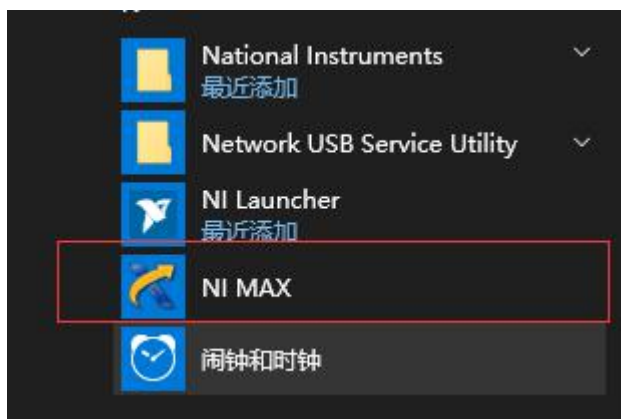 National Instruments
最近添加
Network USB Service Utility
NI Launcher
最近添加
NI MAX
闹钟和时钟